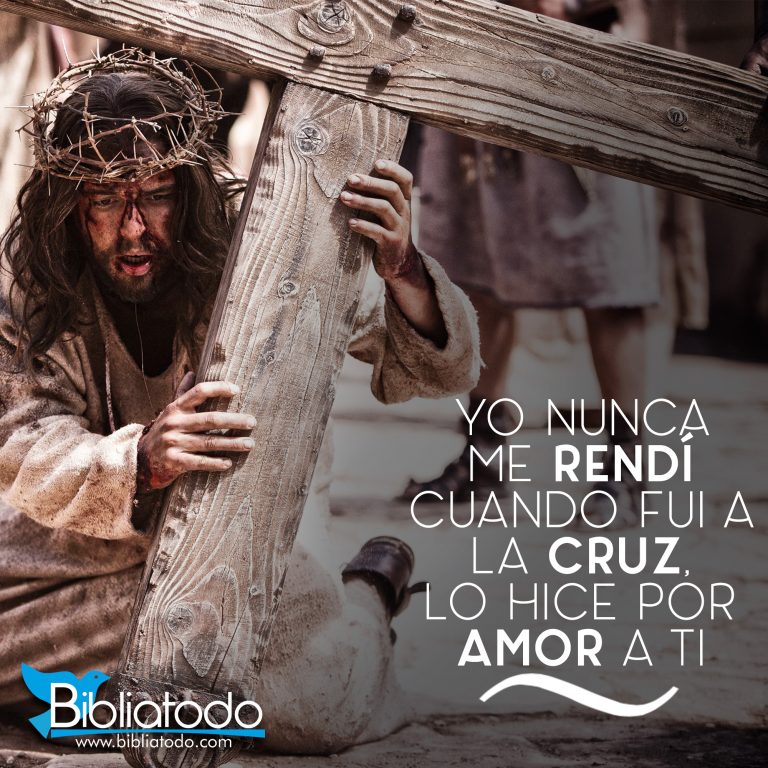 YO NUNCA
ME RENDÍ
CUANDO FUI A
LA CRUZ,
LO HICE POR
AMOR A TI
Bibliatodo
www.bibliatodo.com